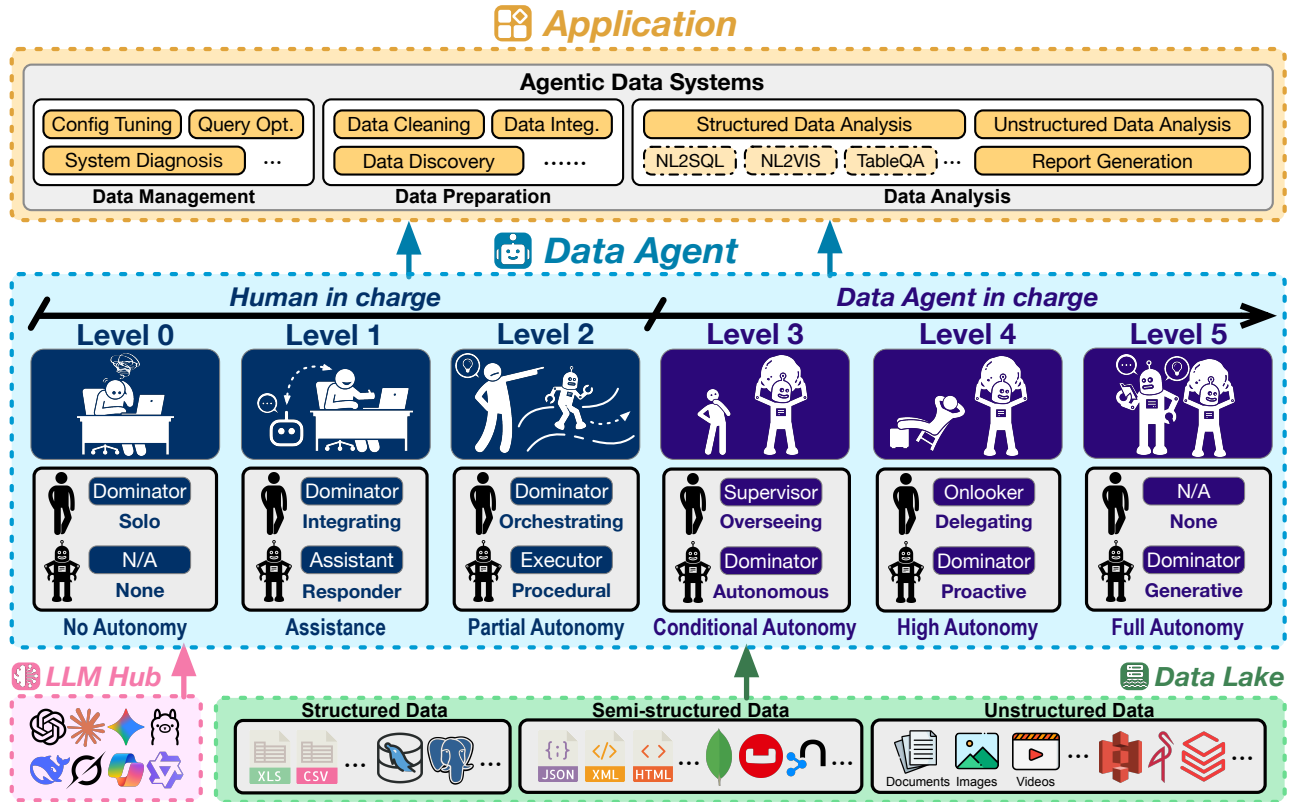 Application
Agentic Data Systems
Config Tuning
Query Opt.
System Diagnosis
...
Data Management
Data Cleaning
Data Integ.
Data Discovery
......
Data Preparation
Structured Data Analysis
Unstructured Data Analysis
NL2SQL
NL2VIS
TableQA
...
Report Generation
Data Analysis
Data Agent
Human in charge
Data Agent in charge
Level 0
Level 1
Level 2
Level 3
Level 4
Level 5
Dominator
Solo
N/A
None
No Autonomy
Dominator
Integrating
Assistant
Responder
Assistance
Dominator
Orchestrating
Executor
Procedural
Partial Autonomy
Supervisor
Overseeing
Dominator
Autonomous
Conditional Autonomy
Onlooker
Delegating
Dominator
Proactive
High Autonomy
N/A
None
Dominator
Generative
Full Autonomy
LLM Hub
Data Lake
Structured Data
XLS
CSV
...
...
Semi-structured Data
{;}
JSON
</>
XML
< >
HTML
...
...
Unstructured Data
Documents
Images
Videos
...
...